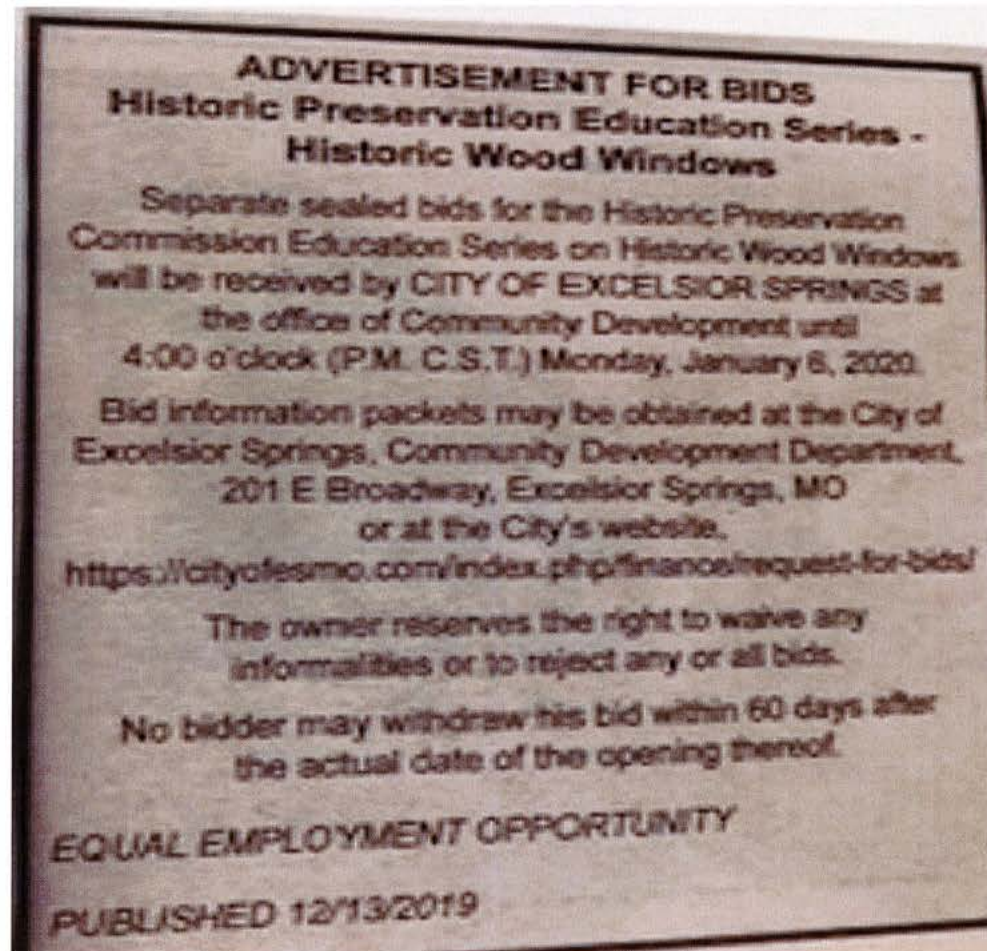 ADVERTISEMENT FOR BIDS
Historic Preservation Education Series -
Historic Wood Windows
Separate sealed bids for the Historic Preservation
Commission Education Series on Historic Wood Windows
will be received by CITY OF EXCELSIOR SPRINGS at
the office of Community Development until
4:00 o'clock (P.M. C.S.T.) Monday, January 6, 2020.
Bid information packets may be obtained at the City of
Excelsior Springs, Community Development Department,
201 E Broadway, Excelsior Springs, MO
or at the City's website,
https://cityofesmo.com/index.php/finance/request-for-bids/
The owner reserves the right to waive any
informalities or to reject any or all bids.
No bidder may withdraw his bid within 60 days after
the actual date of the opening thereof.
EQUAL EMPLOYMENT OPPORTUNITY
PUBLISHED 12/13/2019